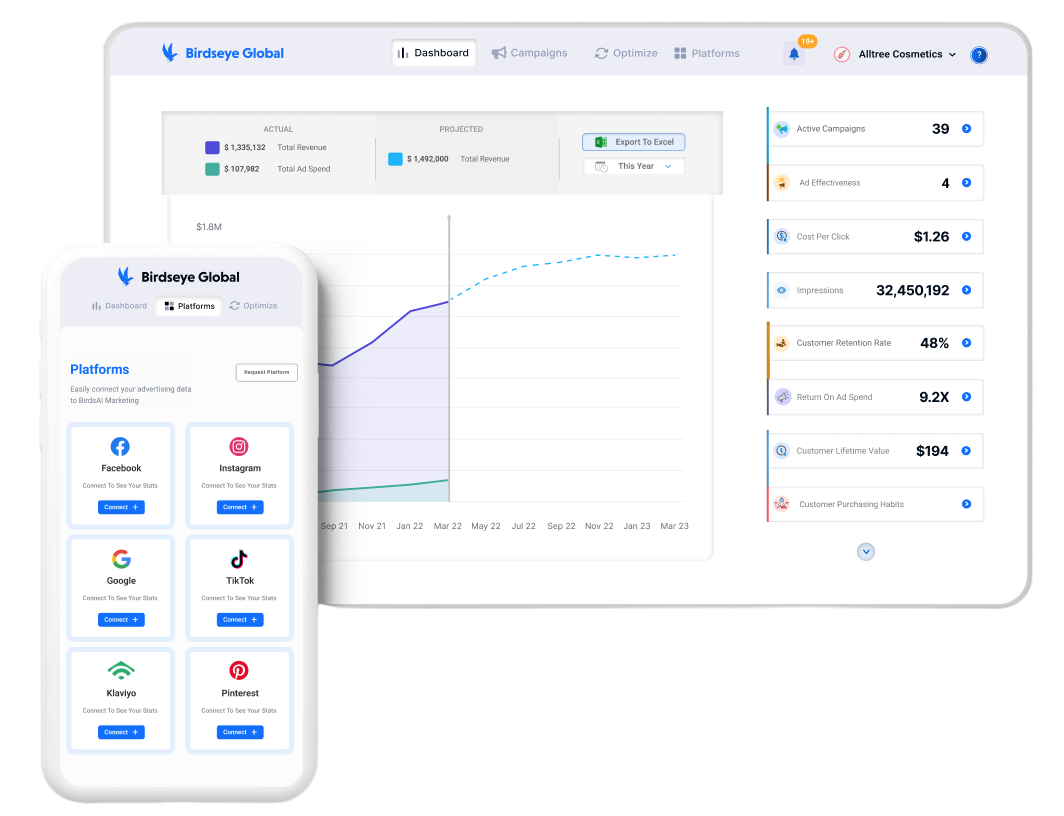 Birdseye Global
Dashboard
Campaigns
Optimize
Platforms
19+
Alltree Cosmetics
?
ACTUAL
$ 1,335,132 Total Revenue
$ 107,982 Total Ad Spend
PROJECTED
$ 1,492,000 Total Revenue
Export To Excel
This Year
$1.8M
Sep 21 Nov 21 Jan 22 Mar 22 May 22 Jul 22 Sep 22 Nov 22 Jan 23 Mar 23
Active Campaigns 39
Ad Effectiveness 4
Cost Per Click $1.26
Impressions 32,450,192
Customer Retention Rate 48%
Return On Ad Spend 9.2X
Customer Lifetime Value $194
Customer Purchasing Habits
Birdseye Global
Dashboard Platforms Optimize
Platforms
Request Platform
Easily connect your advertising data
to BirdsAI Marketing
Facebook
Connect To See Your Stats
Connect +
Instagram
Connect To See Your Stats
Connect +
Google
Connect To See Your Stats
Connect +
TikTok
Connect To See Your Stats
Connect +
Klaviyo
Connect To See Your Stats
Connect +
Pinterest
Connect To See Your Stats
Connect +